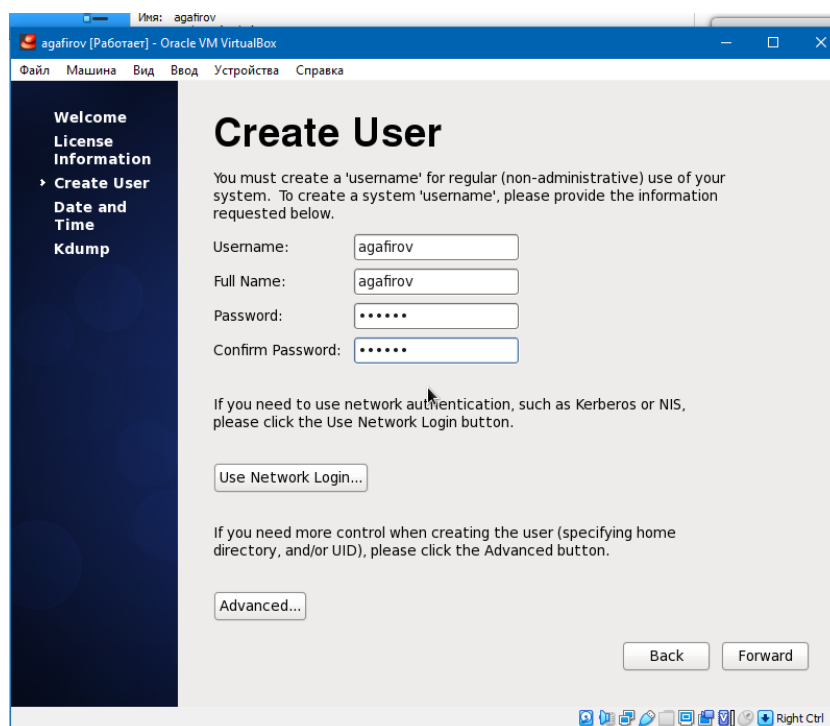 Имя: agafirov
agafirov [Работает] - Oracle VM VirtualBox
Файл Машина Вид Ввод Устройства Справка
Welcome
License
Information
Create User
Date and
Time
Kdump
Create User
You must create a 'username' for regular (non-administrative) use of your
system. To create a system 'username', please provide the information
requested below.
Username: agafirov
Full Name: agafirov
Password: ••••••
Confirm Password: ••••••
If you need to use network authentication, such as Kerberos or NIS,
please click the Use Network Login button.
Use Network Login...
If you need more control when creating the user (specifying home
directory, and/or UID), please click the Advanced button.
Advanced...
Back Forward
Right Ctrl